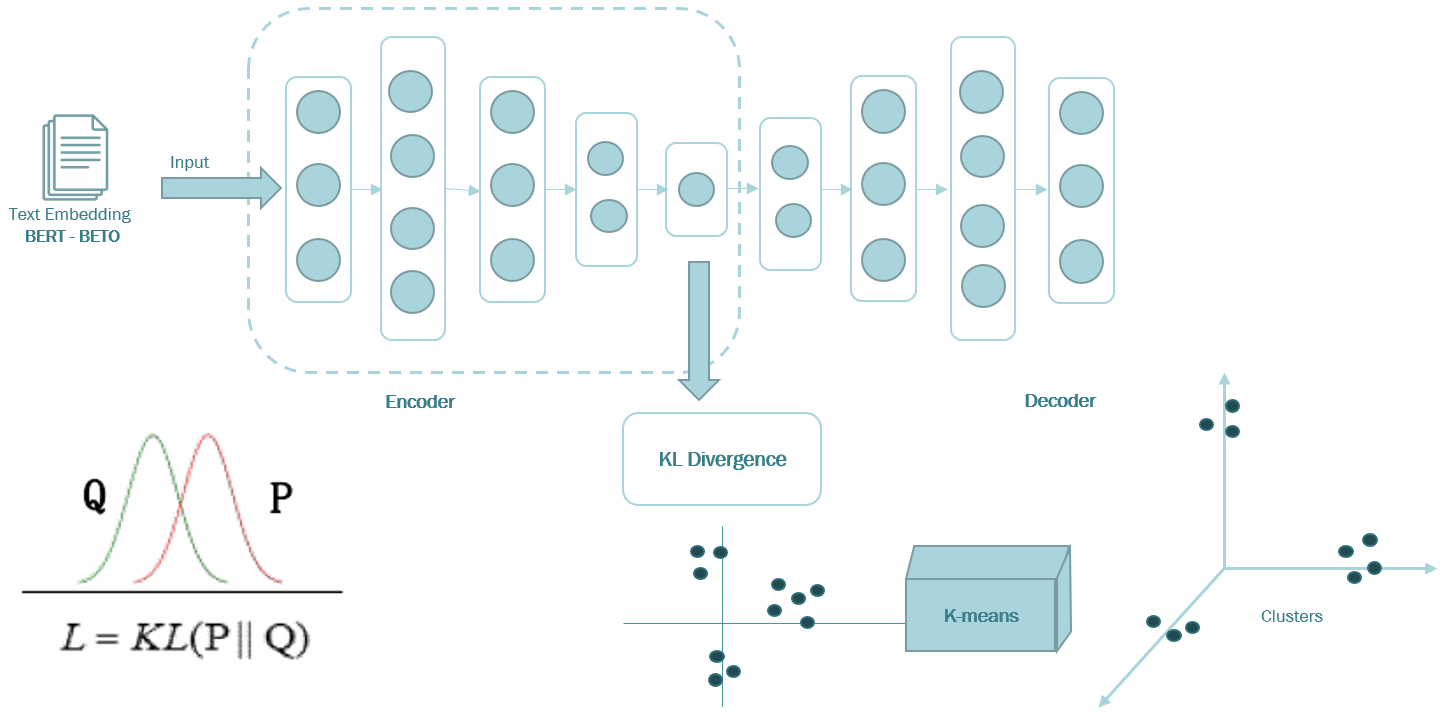 Input
Text Embedding
BERT - BETO
Encoder
Decoder
KL Divergence
Q
P
L = KL(P || Q)
K-means
Clusters